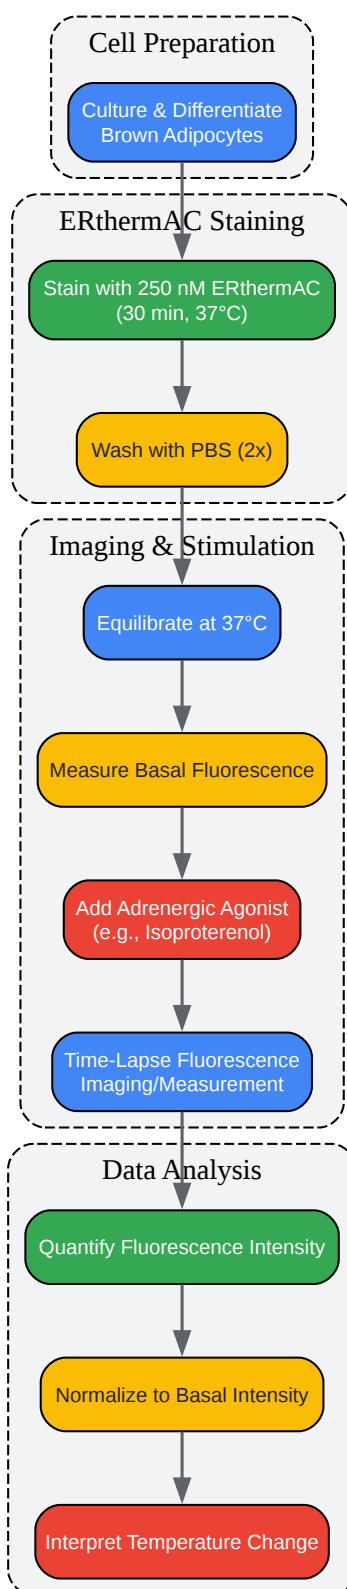 Cell Preparation
Culture & Differentiate
Brown Adipocytes
ERthermAC Staining
Stain with 250 nM ERthermAC
(30 min, 37°C)
Wash with PBS (2x)
Imaging & Stimulation
Equilibrate at 37°C
Measure Basal Fluorescence
Add Adrenergic Agonist
(e.g., Isoproterenol)
Time-Lapse Fluorescence
Imaging/Measurement
Data Analysis
Quantify Fluorescence Intensity
Normalize to Basal Intensity
Interpret Temperature Change